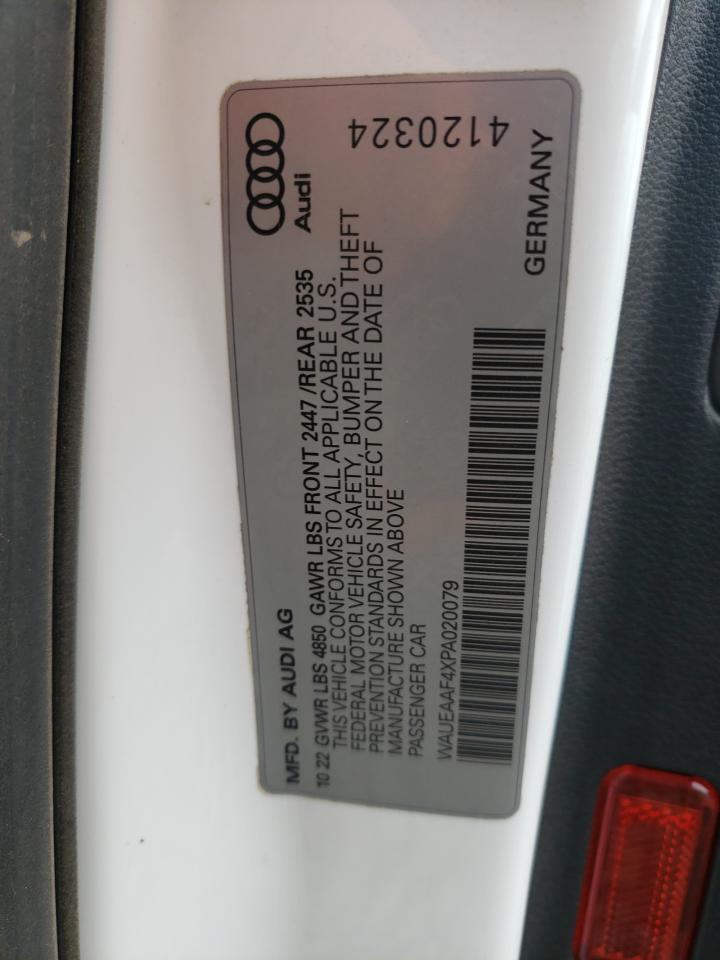 MFD. BY AUDI AG
Audi
10 22 GVWR LBS 4850 GAWR LBS FRONT 2447 /REAR 2535
THIS VEHICLE CONFORMS TO ALL APPLICABLE U.S.
FEDERAL MOTOR VEHICLE SAFETY, BUMPER AND THEFT
PREVENTION STANDARDS IN EFFECT ON THE DATE OF
MANUFACTURE SHOWN ABOVE
PASSENGER CAR
4120324
WAUEAAF4XPA020079
GERMANY